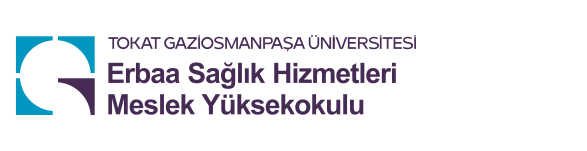 TOKAT GAZİOSMANPAŞA ÜNİVERSİTESİ
Erbaa Sağlık Hizmetleri
Meslek Yüksekokulu